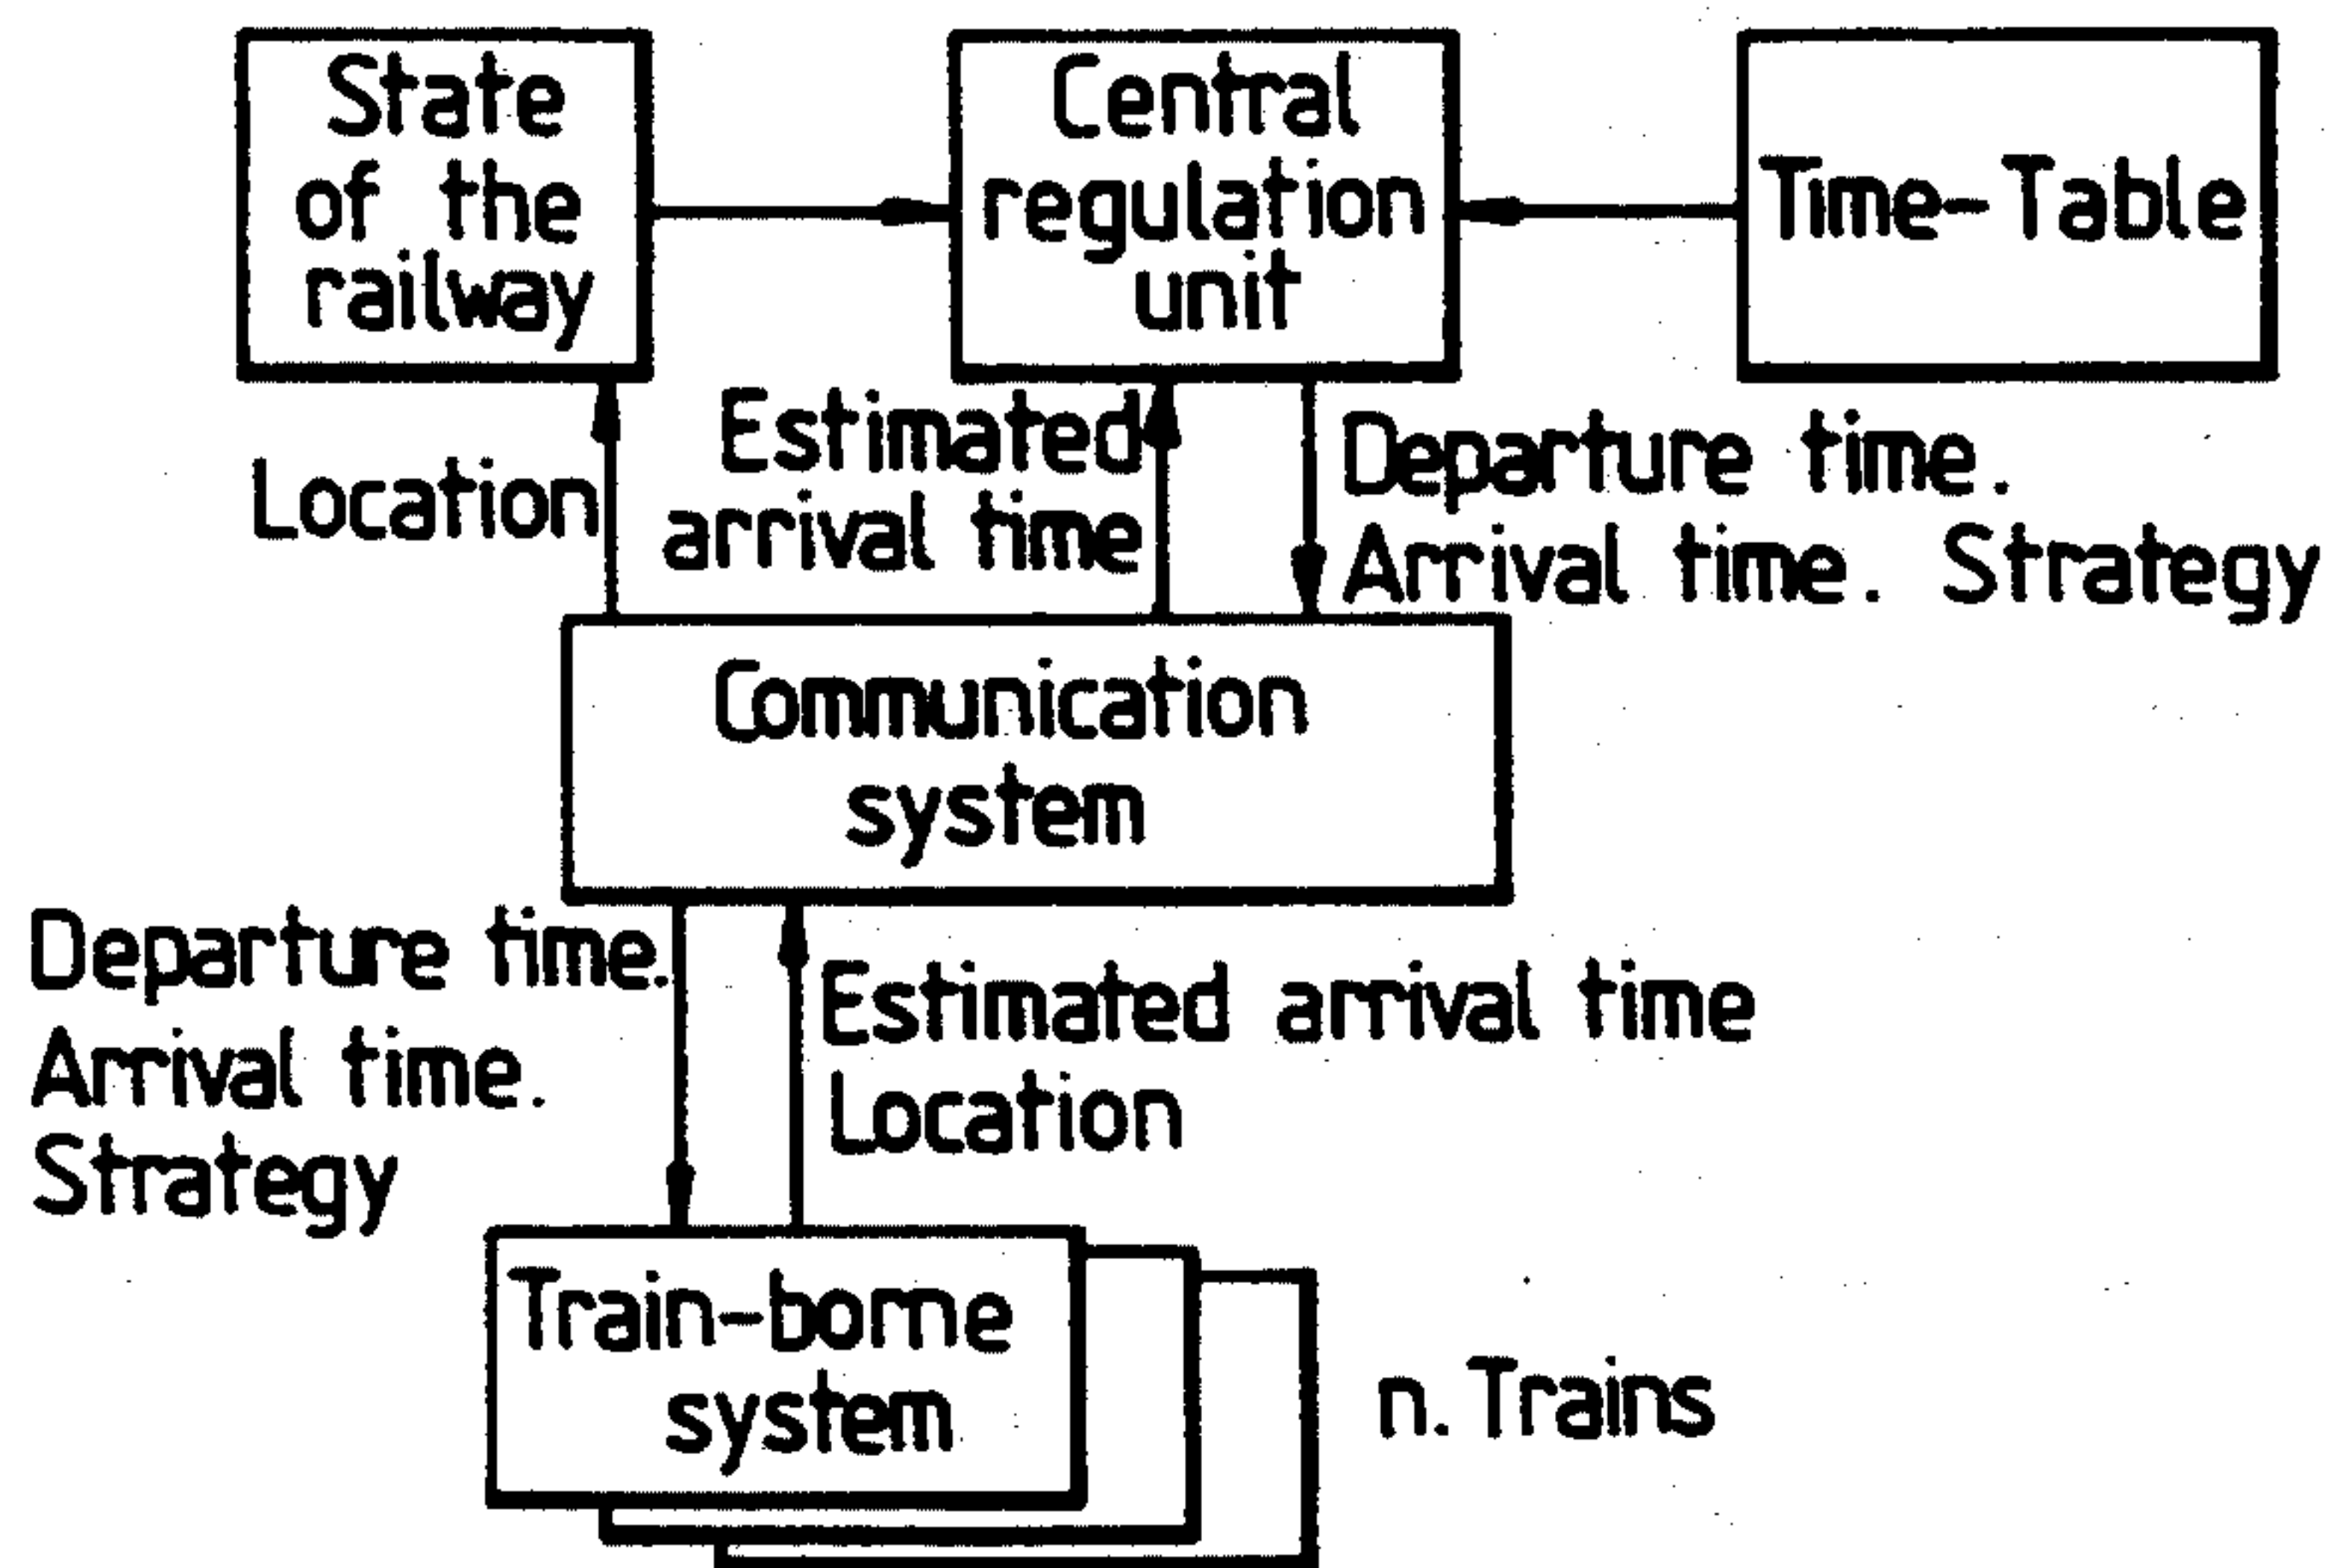 State
of the
railway
Central
regulation
unit
Time-Table
Location
Estimated
arrival time
Departure time.
Arrival time. Strategy
Communication
system
Departure time.
Arrival time.
Strategy
Estimated arrival time
Location
Train-borne
system
n. Trains